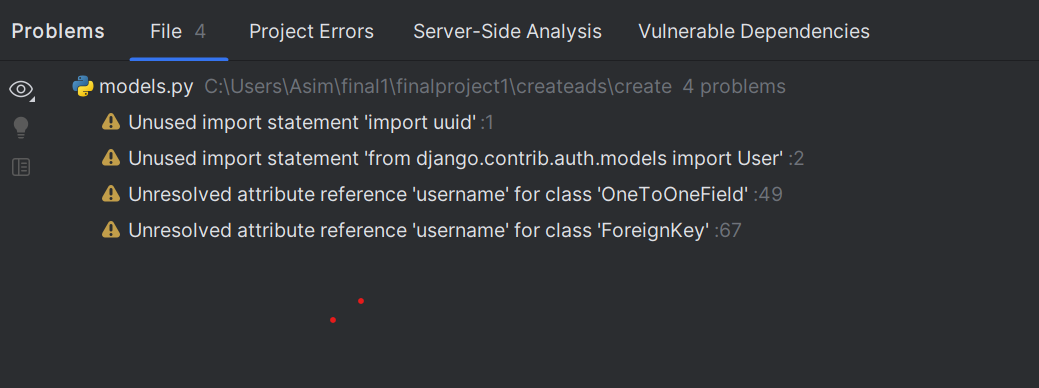 Problems File 4 Project Errors Server-Side Analysis Vulnerable Dependencies
models.py C:\Users\Asim\final1\finalproject1\createads\create 4 problems
Unused import statement 'import uuid' :1
Unused import statement 'from django.contrib.auth.models import User' :2
Unresolved attribute reference 'username' for class 'OneToOneField' :49
Unresolved attribute reference 'username' for class 'ForeignKey' :67